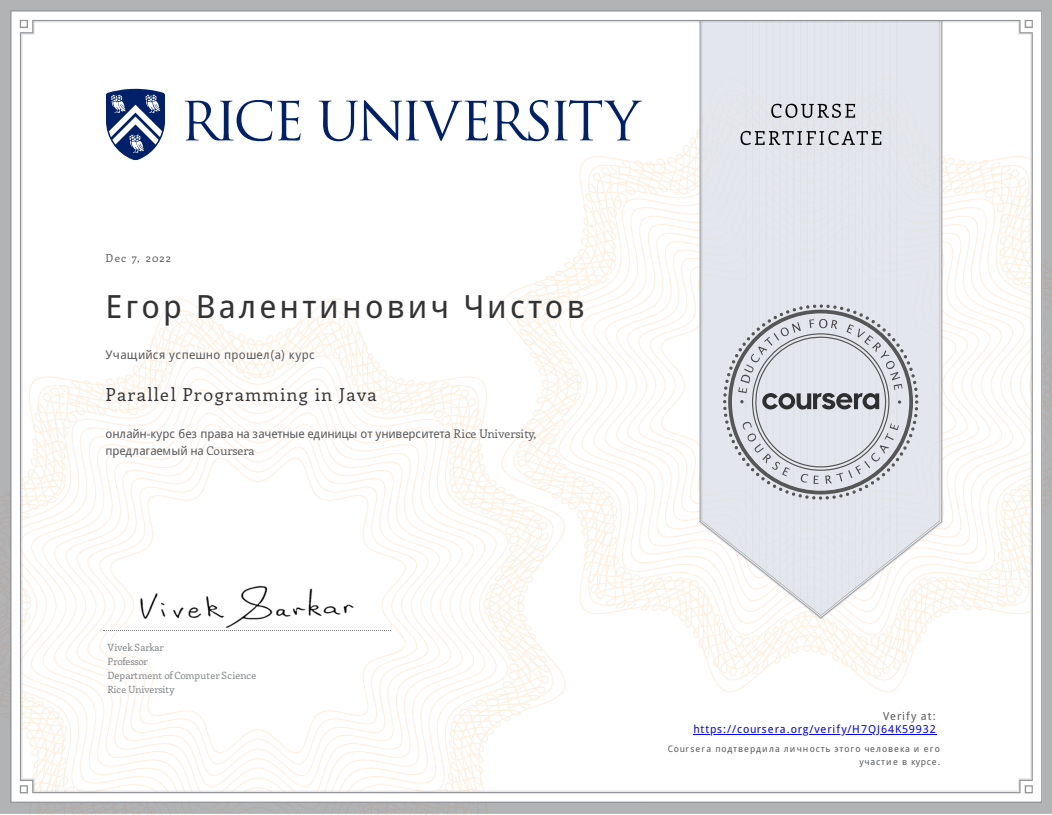 RICE UNIVERSITY
COURSE
CERTIFICATE
Dec 7, 2022
Егор Валентинович Чистов
Учащийся успешно прошел(а) курс
Parallel Programming in Java
онлайн-курс без права на зачетные единицы от университета Rice University,
предлагаемый на Coursera
EDUCATION FOR EVERYONE
coursera
COURSE CERTIFICATE
Vivek Sarkar
Vivek Sarkar
Professor
Department of Computer Science
Rice University
Verify at:
https://coursera.org/verify/H7QJ64K59932
Coursera подтвердила личность этого человека и его
участие в курсе.